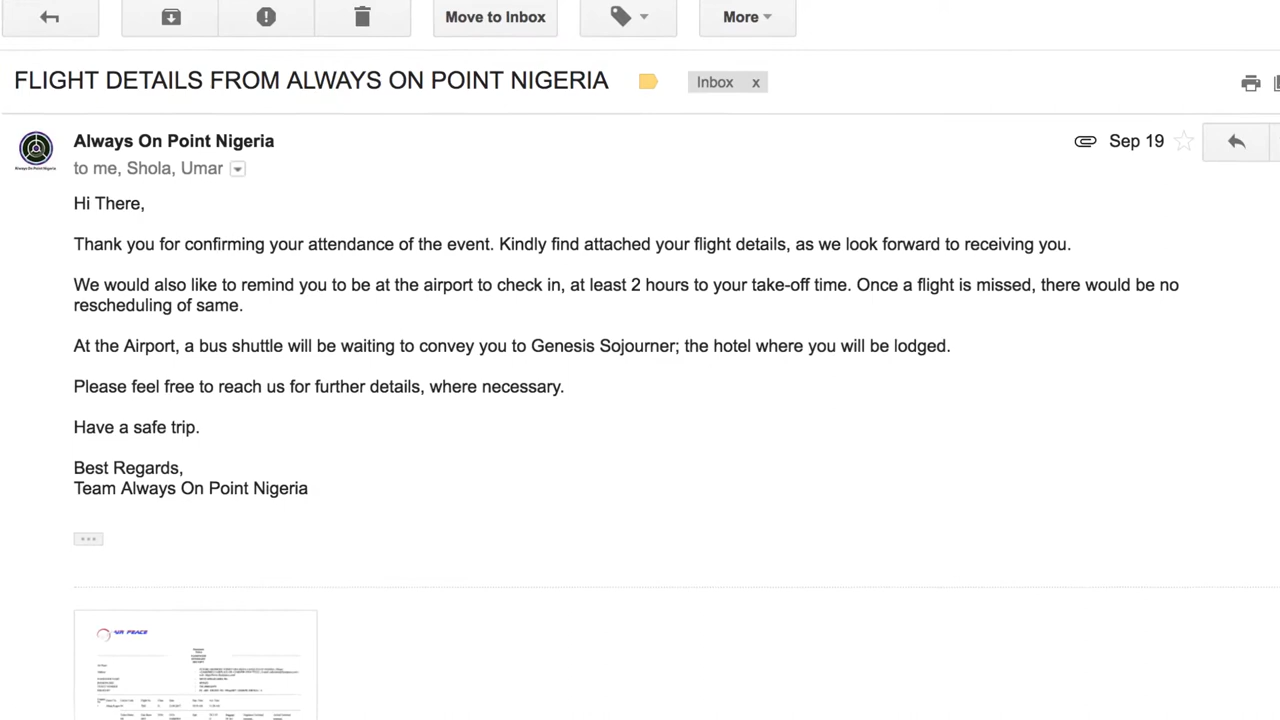 Move to Inbox
More
FLIGHT DETAILS FROM ALWAYS ON POINT NIGERIA
Inbox x
Always On Point Nigeria
Sep 19
to me, Shola, Umar
Always On Point Nigeria
Hi There,
Thank you for confirming your attendance of the event. Kindly find attached your flight details, as we look forward to receiving you.
We would also like to remind you to be at the airport to check in, at least 2 hours to your take-off time. Once a flight is missed, there would be no
rescheduling of same.
At the Airport, a bus shuttle will be waiting to convey you to Genesis Sojourner; the hotel where you will be lodged.
Please feel free to reach us for further details, where necessary.
Have a safe trip.
Best Regards,
Team Always On Point Nigeria
AIR PEACE